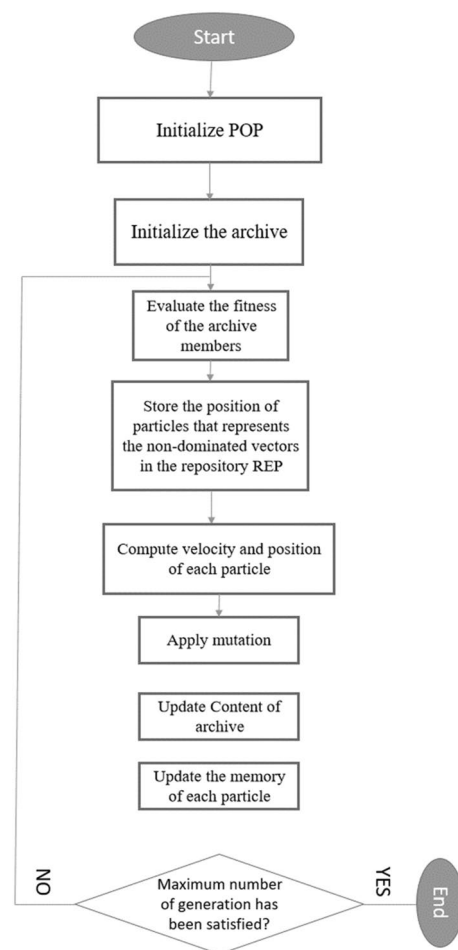 Start
Initialize POP
Initialize the archive
Evaluate the fitness
of the archive
members
Store the position of
particles that represents
the non-dominated vectors
in the repository REP
Compute velocity and position
of each particle
Apply mutation
Update Content of
archive
Update the memory
of each particle
NO
Maximum number
of generation has
been satisfied?
YES
End